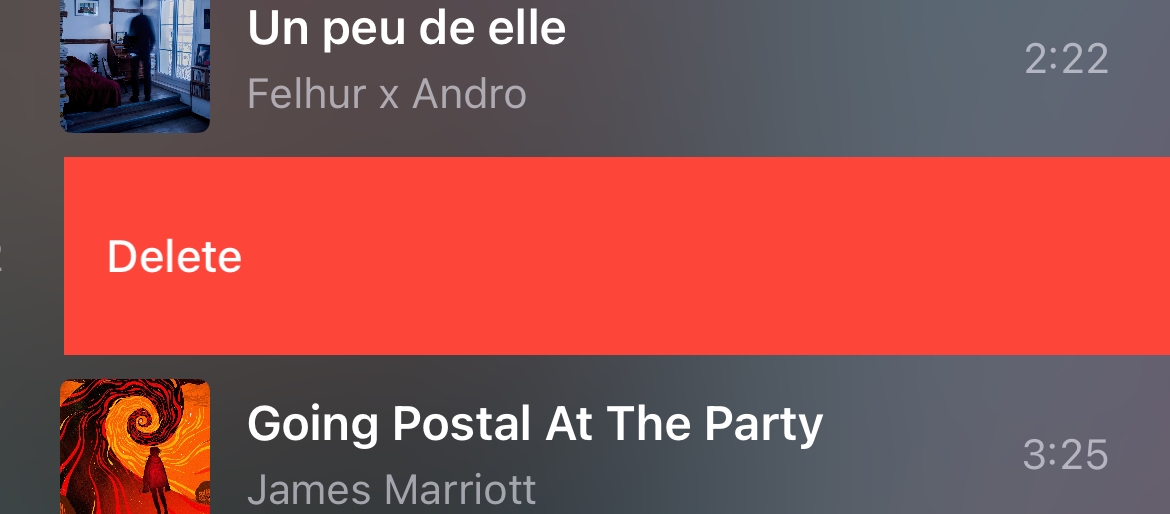 Un peu de elle
2:22
Felhur x Andro
Delete
Going Postal At The Party
3:25
James Marriott